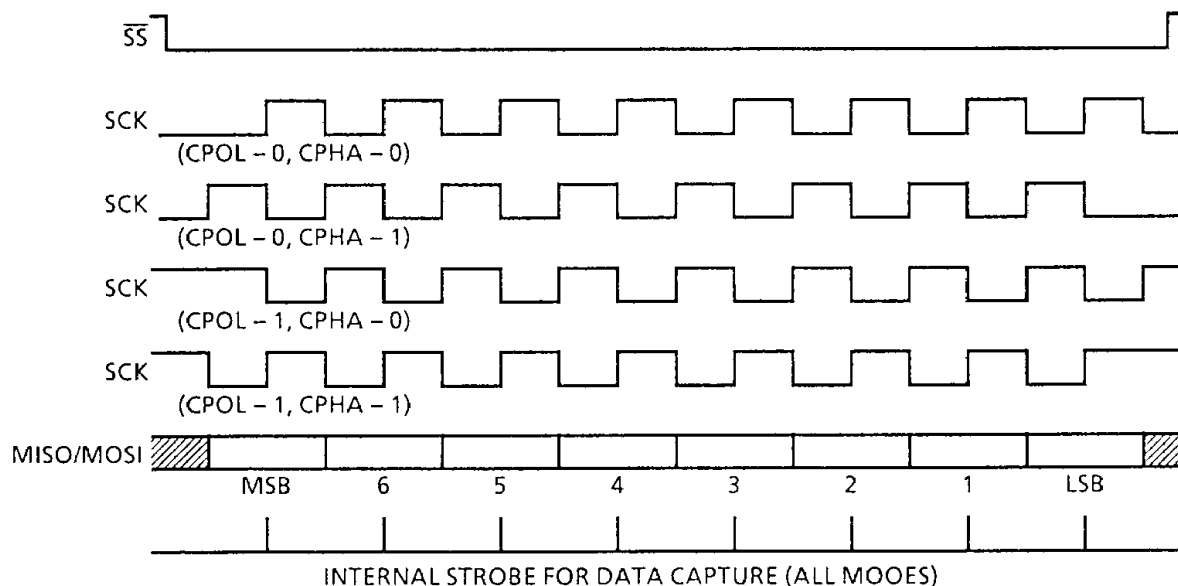 SS
SCK
(CPOL – 0, CPHA – 0)
SCK
(CPOL – 0, CPHA – 1)
SCK
(CPOL – 1, CPHA – 0)
SCK
(CPOL – 1, CPHA – 1)
MISO/MOSI
MSB 6 5 4 3 2 1 LSB
INTERNAL STROBE FOR DATA CAPTURE (ALL MOOES)